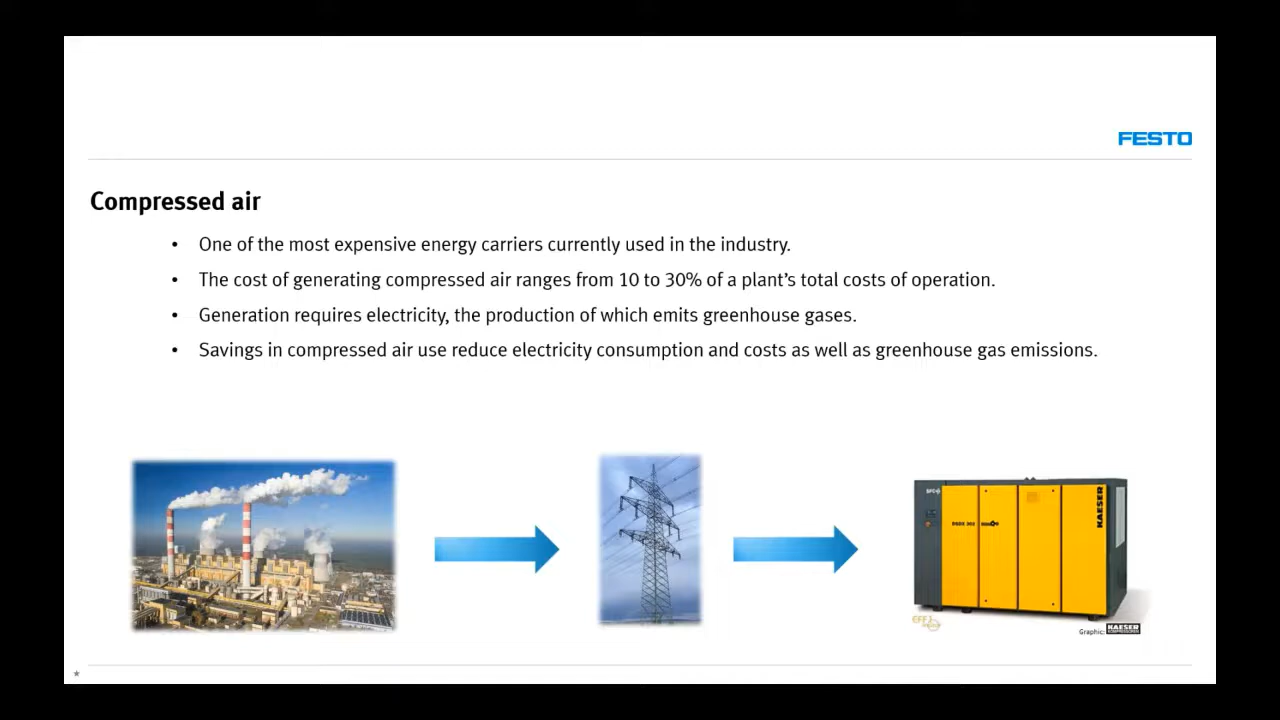 FESTO
Compressed air
• One of the most expensive energy carriers currently used in the industry.
• The cost of generating compressed air ranges from 10 to 30% of a plant’s total costs of operation.
• Generation requires electricity, the production of which emits greenhouse gases.
• Savings in compressed air use reduce electricity consumption and costs as well as greenhouse gas emissions.
KAESER
Graphic: KAESER
*